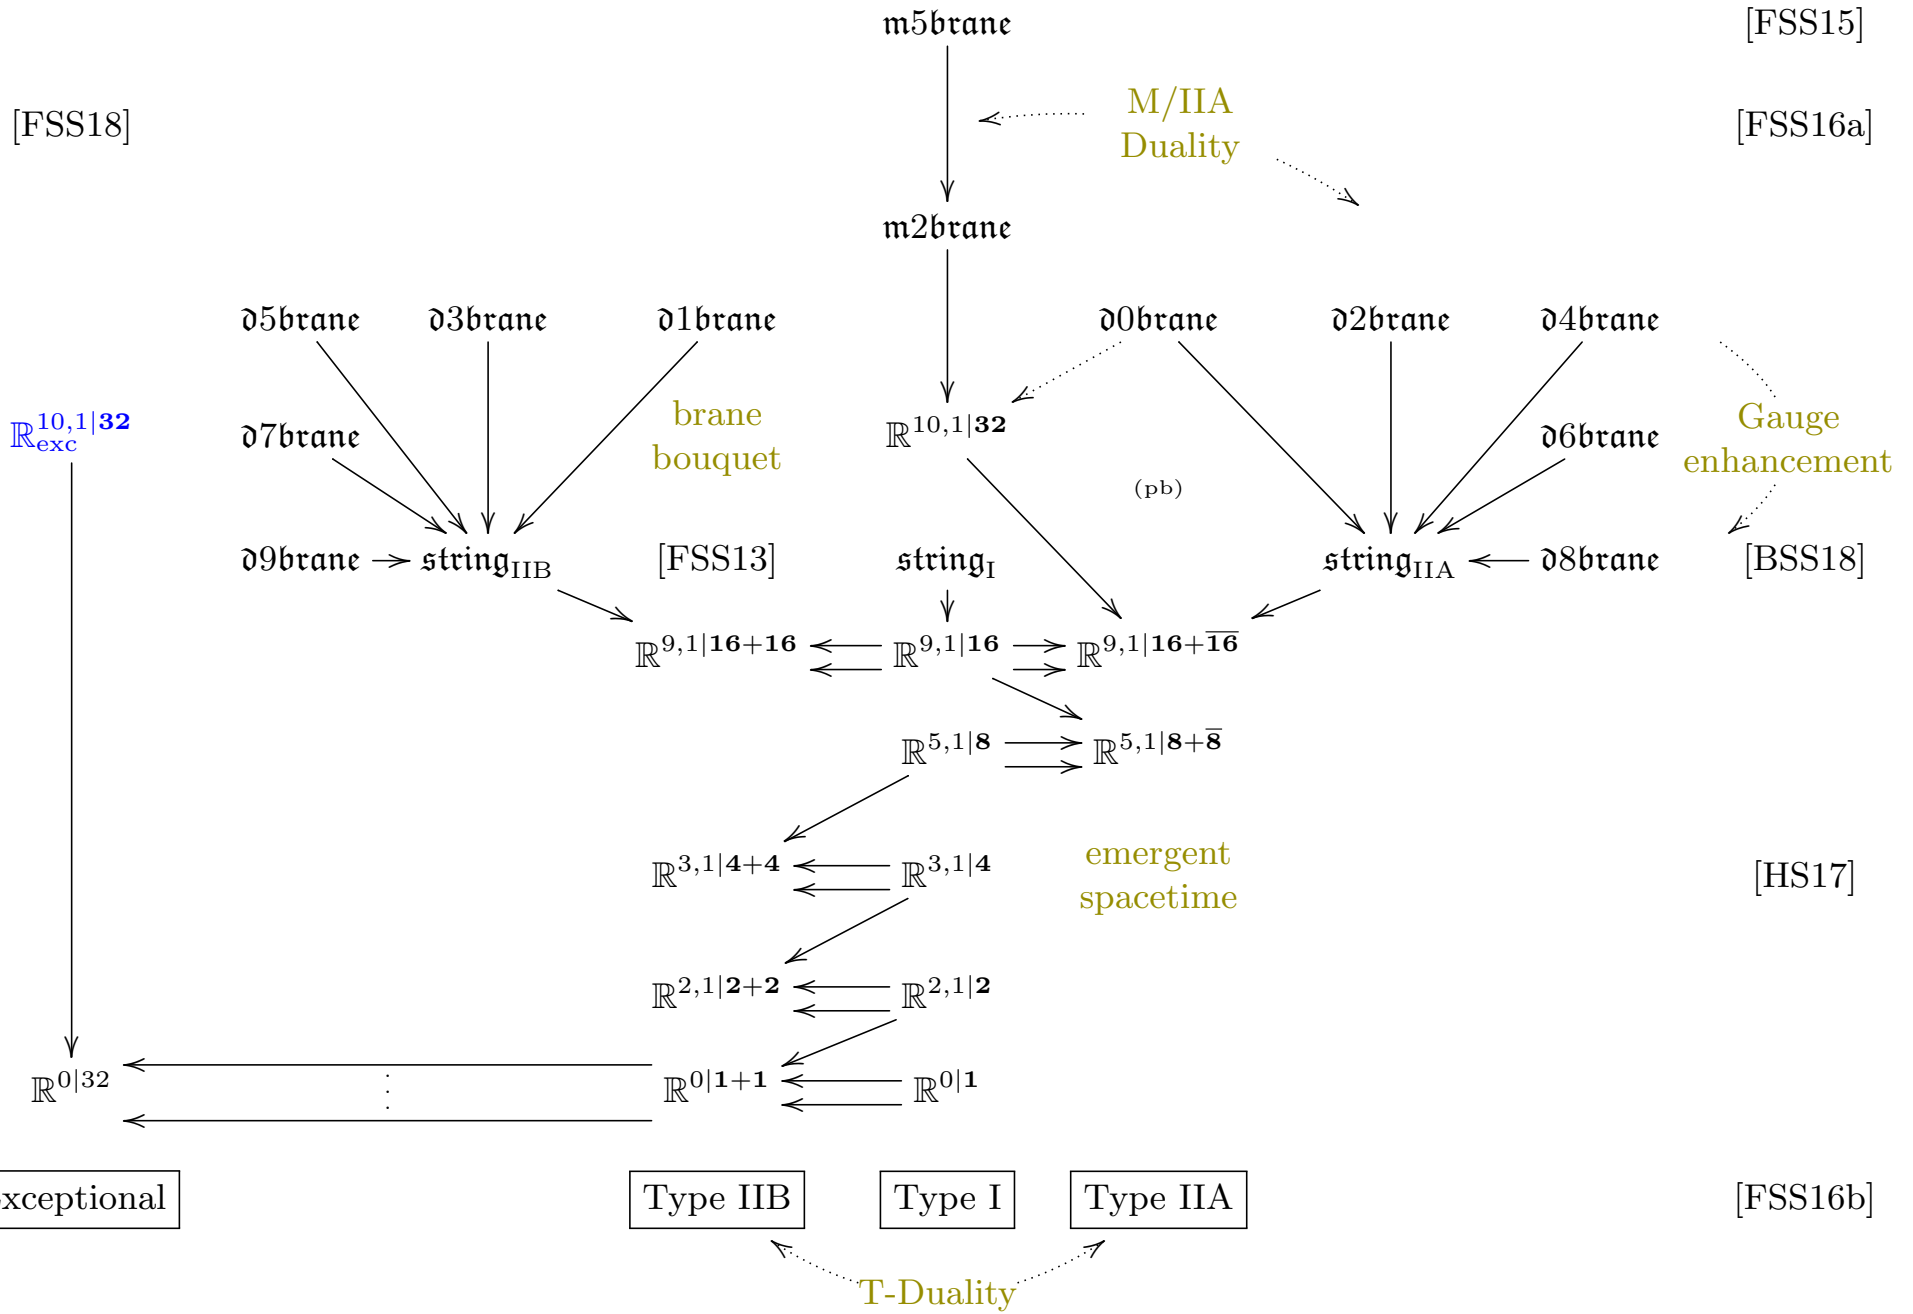 𝔪5𝔟𝔯𝔞𝔫𝔢 [FSS15]
[FSS18] M/IIA [FSS16a]
Duality
𝔪2𝔟𝔯𝔞𝔫𝔢
𝔡5𝔟𝔯𝔞𝔫𝔢 𝔡3𝔟𝔯𝔞𝔫𝔢 𝔡1𝔟𝔯𝔞𝔫𝔢 𝔡0𝔟𝔯𝔞𝔫𝔢 𝔡2𝔟𝔯𝔞𝔫𝔢 𝔡4𝔟𝔯𝔞𝔫𝔢
ℝ_exc^{10,1|𝟑𝟐} 𝔡7𝔟𝔯𝔞𝔫𝔢 brane ℝ^{10,1|𝟑𝟐} 𝔡6𝔟𝔯𝔞𝔫𝔢 Gauge
bouquet enhancement
(pb)
𝔡9𝔟𝔯𝔞𝔫𝔢 𝔰𝔱𝔯𝔦𝔫𝔤_IIB [FSS13] 𝔰𝔱𝔯𝔦𝔫𝔤_I 𝔰𝔱𝔯𝔦𝔫𝔤_IIA 𝔡8𝔟𝔯𝔞𝔫𝔢 [BSS18]
ℝ^{9,1|𝟏𝟔+𝟏𝟔} ℝ^{9,1|𝟏𝟔} ℝ^{9,1|𝟏𝟔+\overline{𝟏𝟔}}
ℝ^{5,1|𝟖} ℝ^{5,1|𝟖+\overline{𝟖}}
ℝ^{3,1|𝟒+𝟒} ℝ^{3,1|𝟒} emergent [HS17]
spacetime
ℝ^{2,1|𝟐+𝟐} ℝ^{2,1|𝟐}
ℝ^{0|32} ⋮ ℝ^{0|𝟏+𝟏} ℝ^{0|𝟏}
xceptional Type IIB Type I Type IIA [FSS16b]
T-Duality